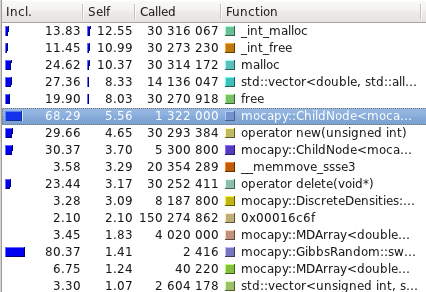 Incl. Self Called Function
13.83 12.55 30 316 067 _int_malloc
11.45 10.99 30 273 230 _int_free
24.62 10.37 30 314 172 malloc
27.36 8.33 14 136 047 std::vector<double, std::all...
19.90 8.03 30 270 918 free
68.29 5.56 1 322 000 mocapy::ChildNode<moca...
29.66 4.65 30 293 384 operator new(unsigned int)
30.37 3.70 5 300 800 mocapy::ChildNode<moca...
3.58 3.29 20 354 289 __memmove_ssse3
23.44 3.17 30 252 411 operator delete(void*)
3.28 3.09 8 187 800 mocapy::DiscreteDensities:...
2.10 2.10 150 274 862 0x00016c6f
3.45 1.83 4 020 000 mocapy::MDArray<double...
80.37 1.41 2 416 mocapy::GibbsRandom::sw...
6.75 1.24 40 220 mocapy::MDArray<double...
3.30 1.07 2 604 178 std::vector<unsigned int, s...